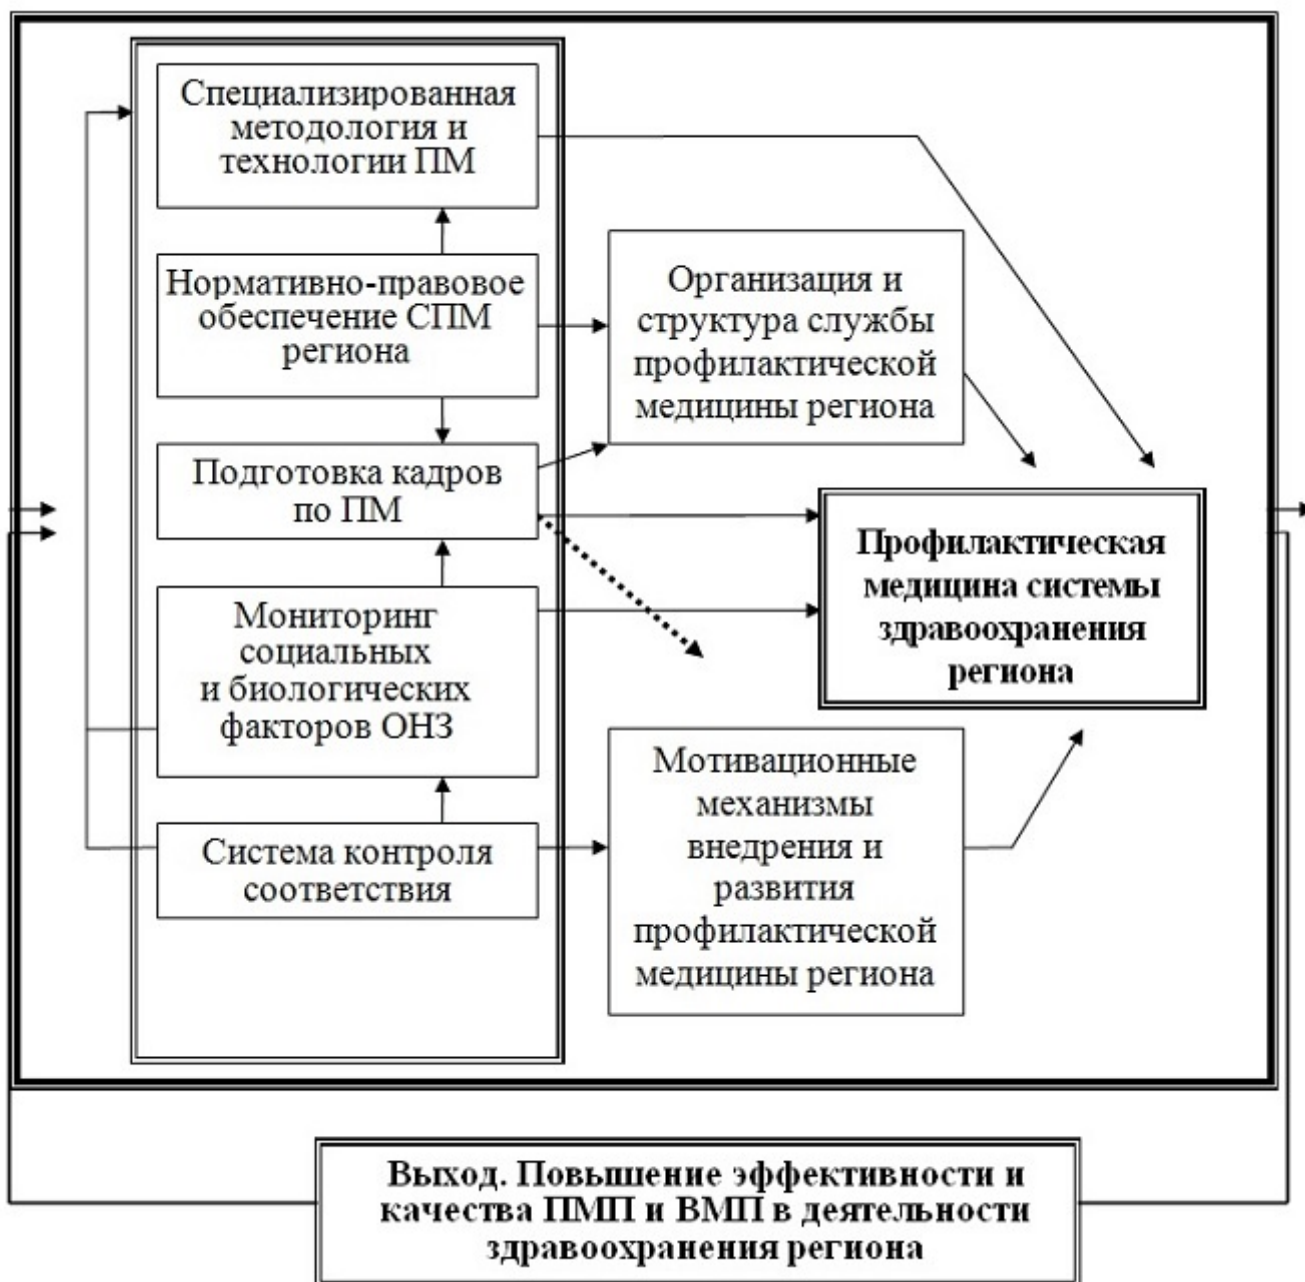 Специализированная
методология и
технологии ПМ
Нормативно-правовое
обеспечение СПМ
региона
Подготовка кадров
по ПМ
Мониторинг
социальных
и биологических
факторов ОНЗ
Система контроля
соответствия
Организация и
структура службы
профилактической
медицины региона
Профилактическая
медицина системы
здравоохранения
региона
Мотивационные
механизмы
внедрения и
развития
профилактической
медицины региона
Выход. Повышение эффективности и
качества ПМП и ВМП в деятельности
здравоохранения региона